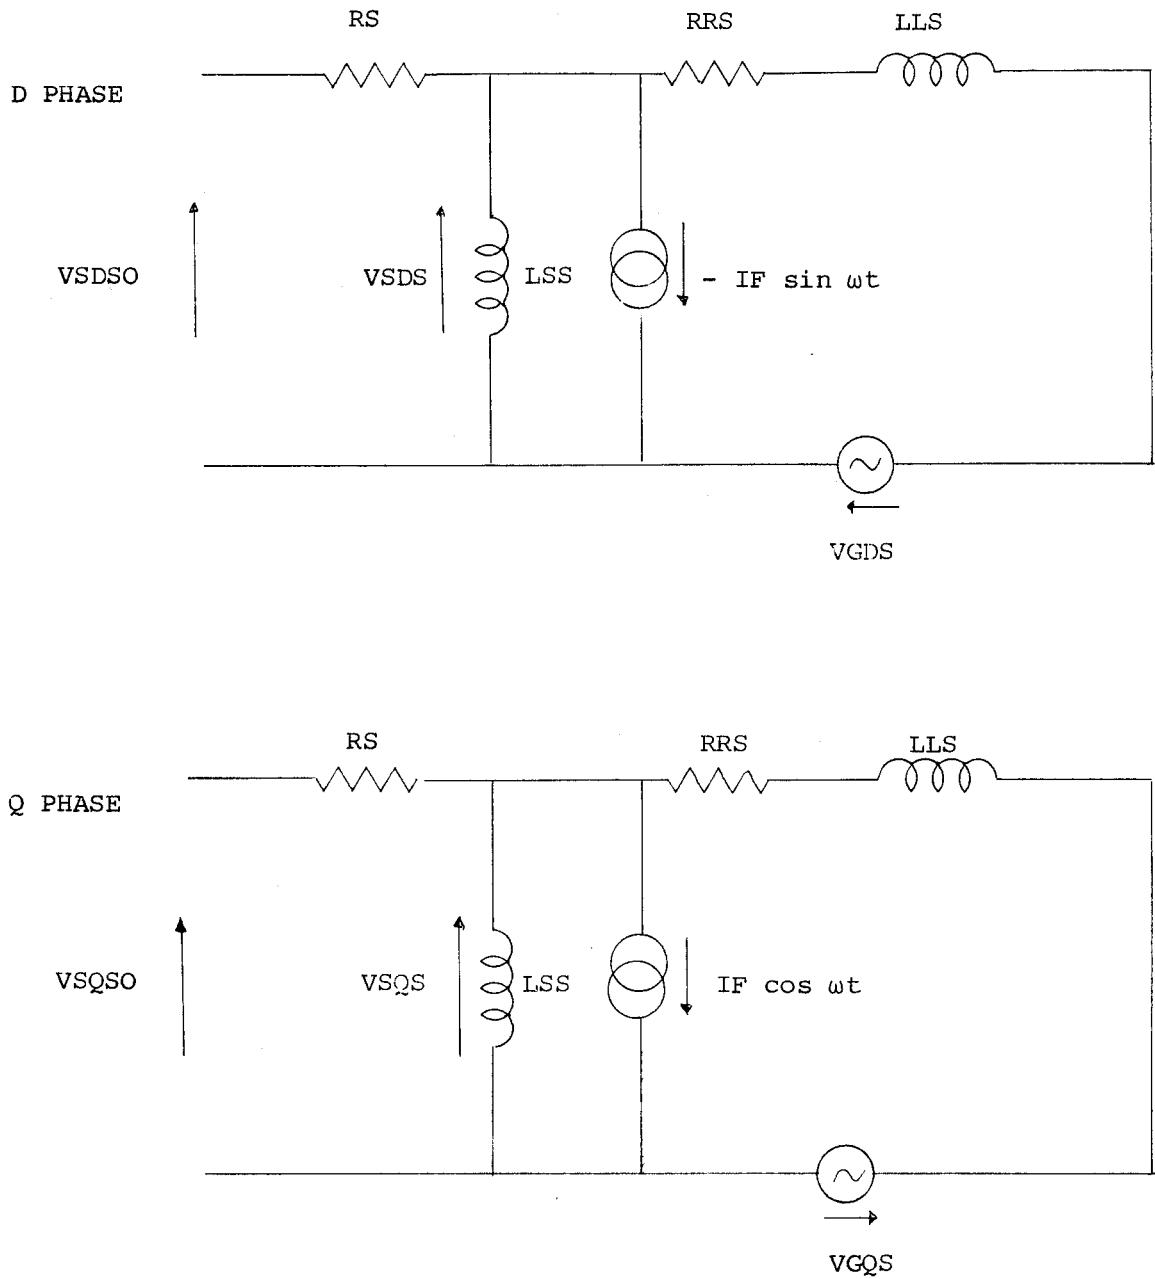 RS
RRS
LLS
D PHASE
VSDSO
VSDS
LSS
- IF sin ωt
VGDS
RS
RRS
LLS
Q PHASE
VSQSO
VSQS
LSS
IF cos ωt
VGQS